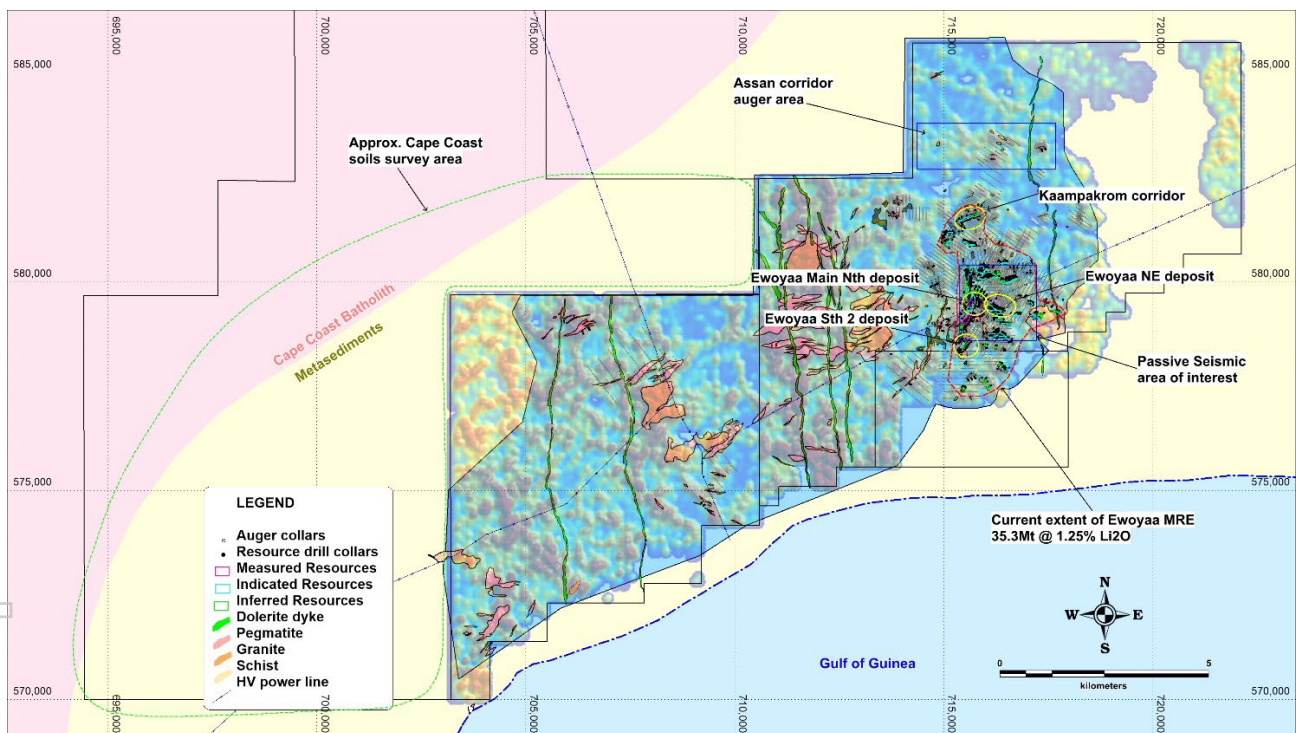 695,000
700,000
705,000
710,000
715,000
720,000
585,000
585,000
Assan corridor
auger area
Approx. Cape Coast
soils survey area
Kaampakrom corridor
580,000
580,000
Ewoyaa Main Nth deposit
Ewoyaa NE deposit
Ewoyaa Sth 2 deposit
Cape Coast Batholith
Metasediments
Passive Seismic
area of interest
575,000
575,000
LEGEND
Auger collars
Resource drill collars
Measured Resources
Indicated Resources
Inferred Resources
Dolerite dyke
Pegmatite
Granite
Schist
HV power line
Current extent of Ewoyaa MRE
35.3Mt @ 1.25% Li2O
N
W
E
S
Gulf of Guinea
0
5
kilometers
570,000
570,000
695,000
700,000
705,000
710,000
715,000
720,000